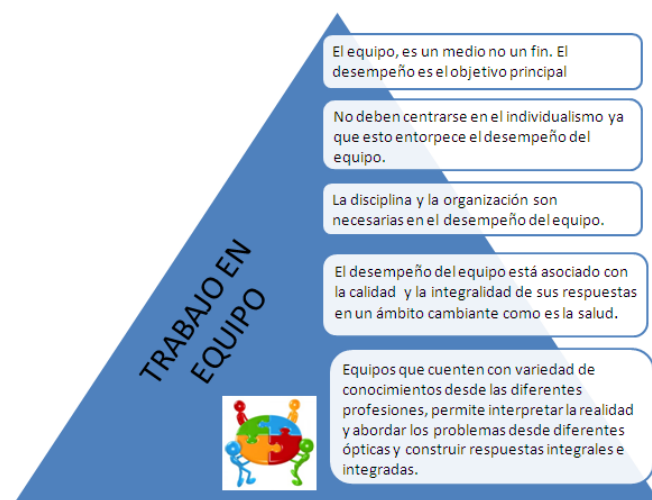 El equipo, es un medio no un fin. El
desempeño es el objetivo principal
No deben centrarse en el individualismo ya
que esto entorpece el desempeño del
equipo.
La disciplina y la organización son
necesarias en el desempeño del equipo.
El desempeño del equipo está asociado con
la calidad y la integralidad de sus respuestas
en un ámbito cambiante como es la salud.
Equipos que cuenten con variedad de
conocimientos desde las diferentes
profesiones, permite interpretar la realidad
y abordar los problemas desde diferentes
ópticas y construir respuestas integrales e
integradas.
TRABAJO EN
EQUIPO